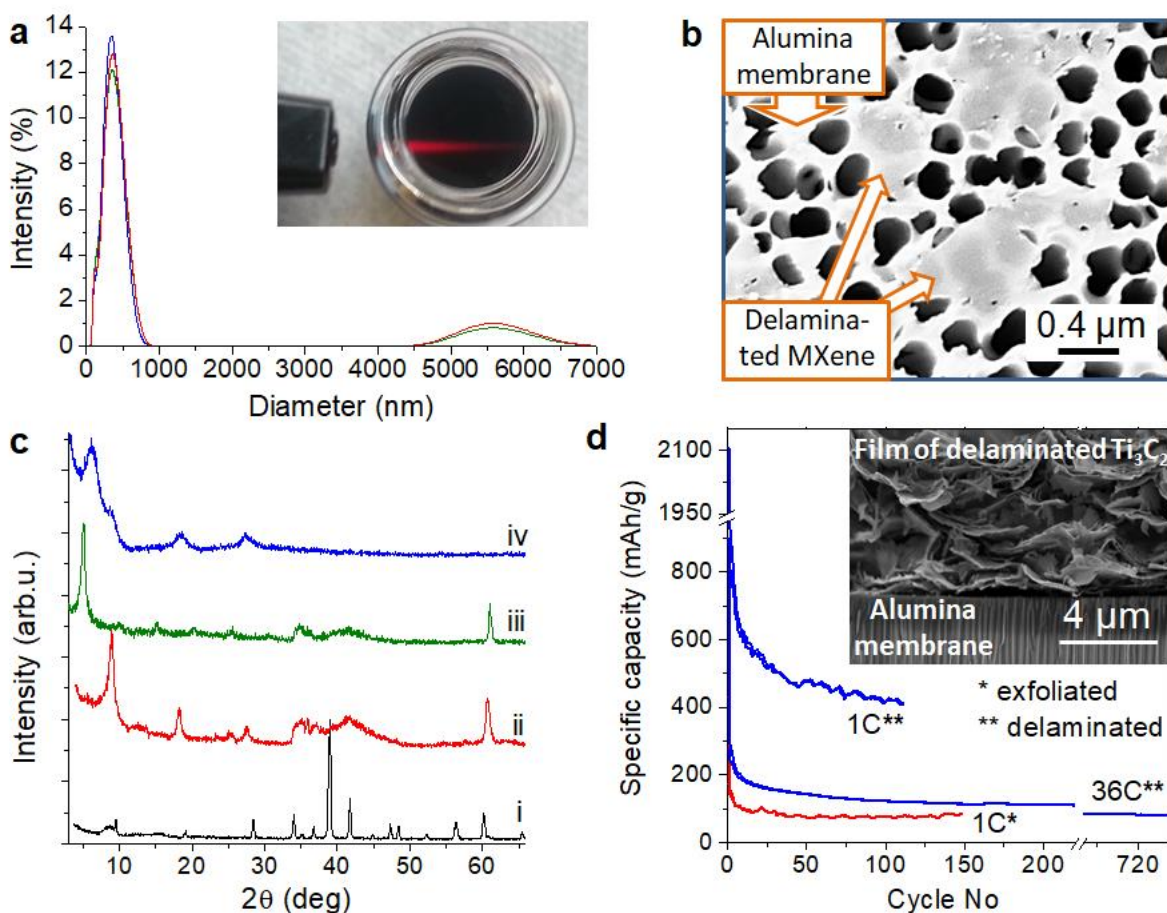 a
14
12
10
8
6
4
2
0
Intensity (%)
0 1000 2000 3000 4000 5000 6000 7000
Diameter (nm)
b
Alumina
membrane
Delamina-
ted MXene
0.4 µm
c
Intensity (arb.u.)
iv
iii
ii
i
10 20 30 40 50 60
2θ (deg)
d
2100
1950
800
600
400
200
0
Specific capacity (mAh/g)
Film of delaminated Ti₃C₂
Alumina
membrane
4 µm
* exfoliated
** delaminated
1C**
36C**
1C*
0 50 100 150 200 720
Cycle No